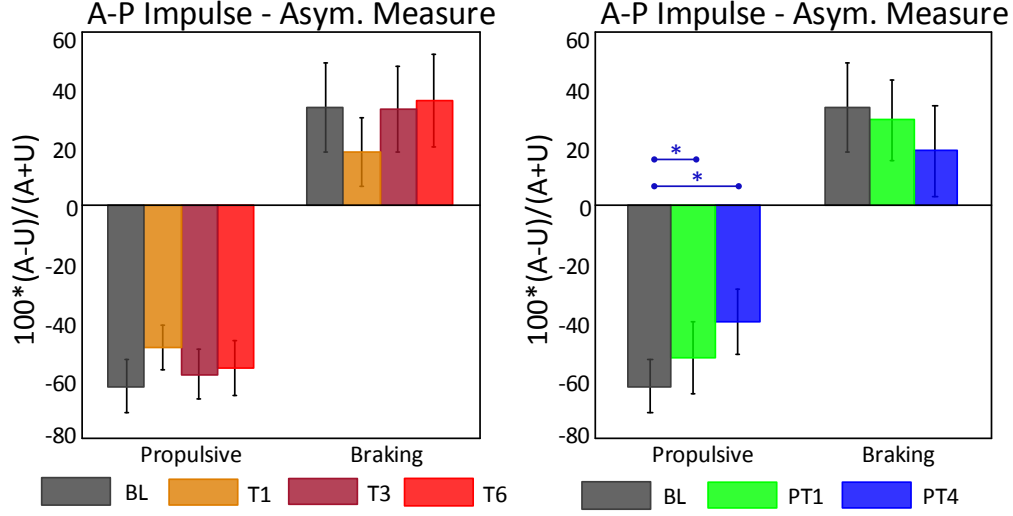 A-P Impulse - Asym. Measure
100*(A-U)/(A+U)
60
40
20
0
-20
-40
-60
-80
Propulsive Braking
BL T1 T3 T6
A-P Impulse - Asym. Measure
100*(A-U)/(A+U)
60
40
20
0
-20
-40
-60
-80
*
*
Propulsive Braking
BL PT1 PT4